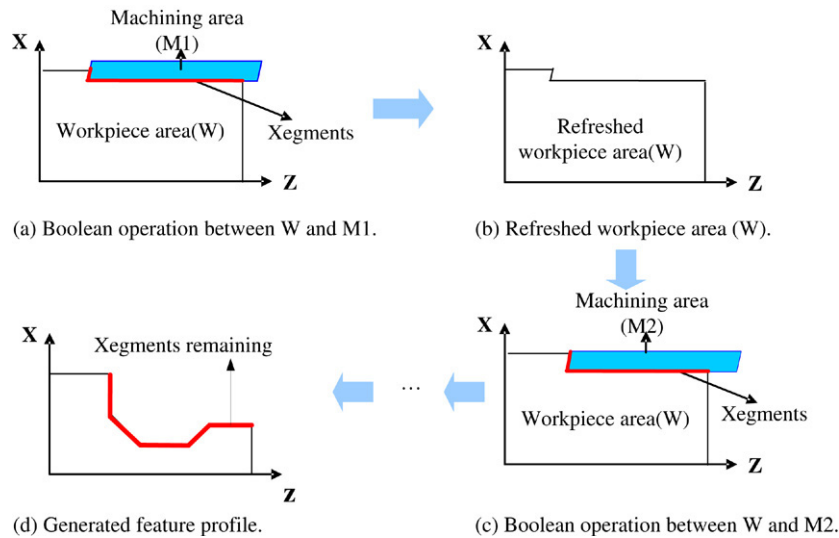 Machining area
(M1)
X
Workpiece area(W)
Xegments
Z
(a) Boolean operation between W and M1.
X
Refreshed
workpiece area(W)
Z
(b) Refreshed workpiece area (W).
Machining area
(M2)
X
Workpiece area(W)
Xegments
Z
(c) Boolean operation between W and M2.
...
X
Xegments remaining
Z
(d) Generated feature profile.